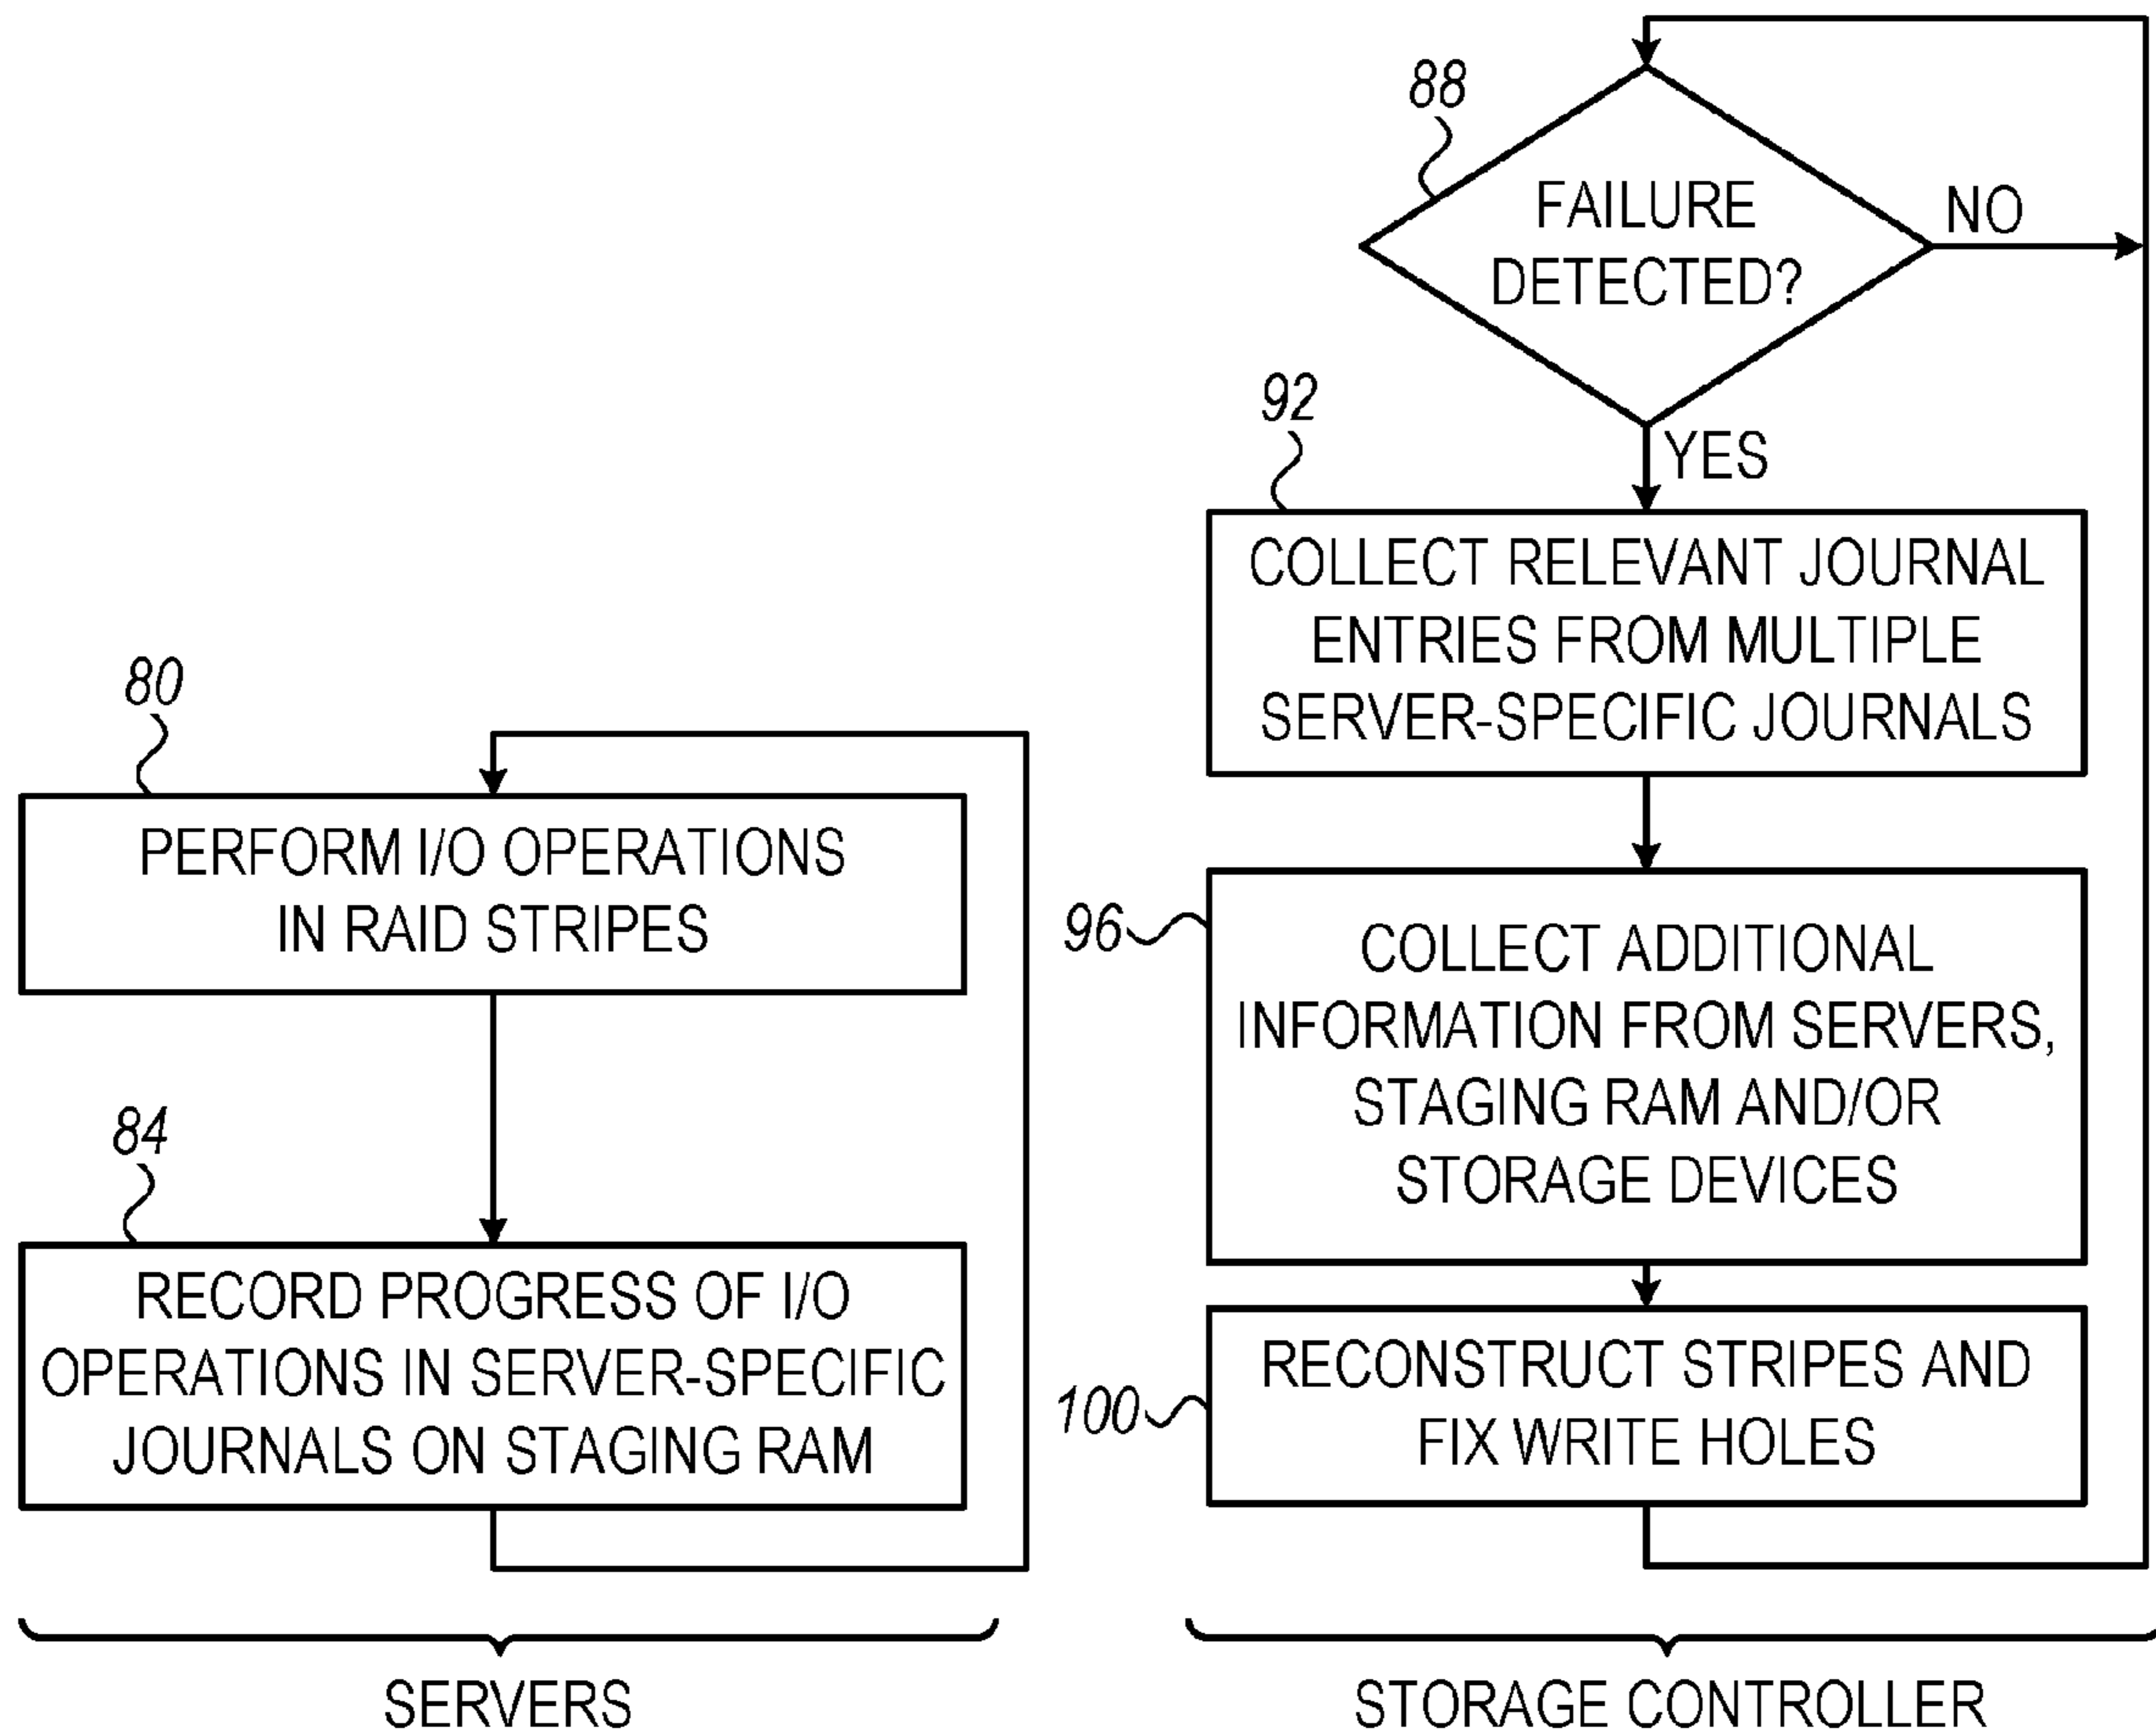 80
PERFORM I/O OPERATIONS
IN RAID STRIPES
84
RECORD PROGRESS OF I/O
OPERATIONS IN SERVER-SPECIFIC
JOURNALS ON STAGING RAM
SERVERS
88
FAILURE
DETECTED?
NO
YES
92
COLLECT RELEVANT JOURNAL
ENTRIES FROM MULTIPLE
SERVER-SPECIFIC JOURNALS
96
COLLECT ADDITIONAL
INFORMATION FROM SERVERS,
STAGING RAM AND/OR
STORAGE DEVICES
100
RECONSTRUCT STRIPES AND
FIX WRITE HOLES
STORAGE CONTROLLER